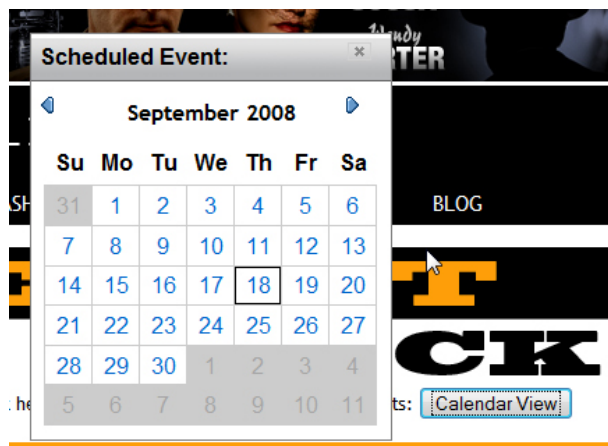 Wendy
Scheduled Event:
September 2008
Su Mo Tu We Th Fr Sa
31 1 2 3 4 5 6
7 8 9 10 11 12 13
BLOG
14 15 16 17 18 19 20
21 22 23 24 25 26 27
28 29 30 1 2 3 4
5 6 7 8 9 10 11
Calendar View